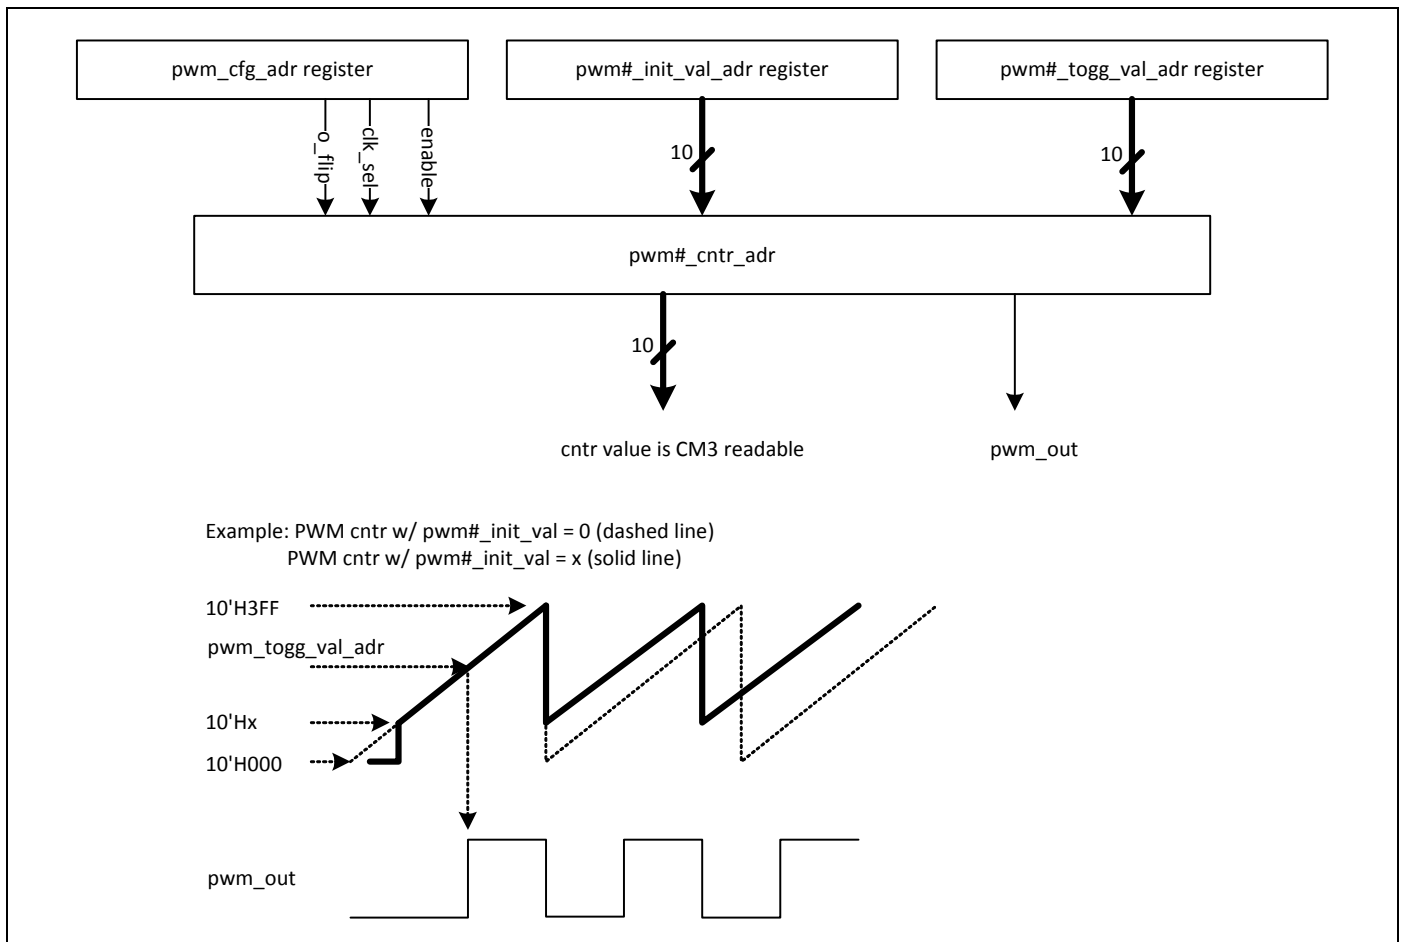 pwm_cfg_adr register
pwm#_init_val_adr register
pwm#_togg_val_adr register
o_flip
clk_sel
enable
10
10
pwm#_cntr_adr
10
cntr value is CM3 readable
pwm_out
Example: PWM cntr w/ pwm#_init_val = 0 (dashed line)
PWM cntr w/ pwm#_init_val = x (solid line)
10'H3FF
pwm_togg_val_adr
10'Hx
10'H000
pwm_out